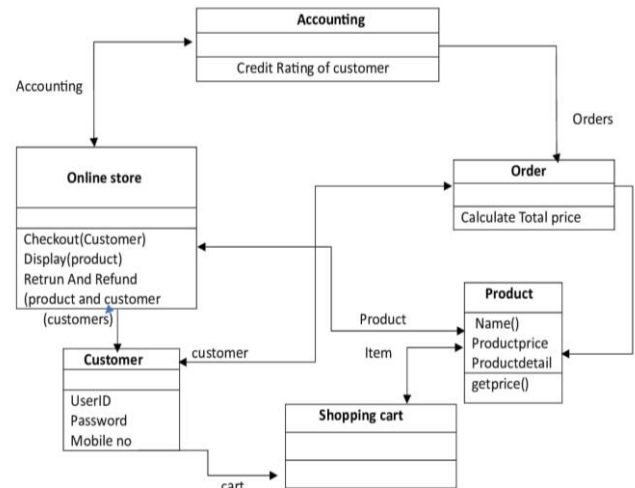 Accounting
Credit Rating of customer
Accounting
Orders
Online store
Order
Calculate Total price
Checkout(Customer)
Display(product)
Retrun And Refund
(product and customer
(customers)
Product
Name()
Productprice
Productdetail
getprice()
Product
Item
customer
Customer
UserID
Password
Mobile no
Shopping cart
cart